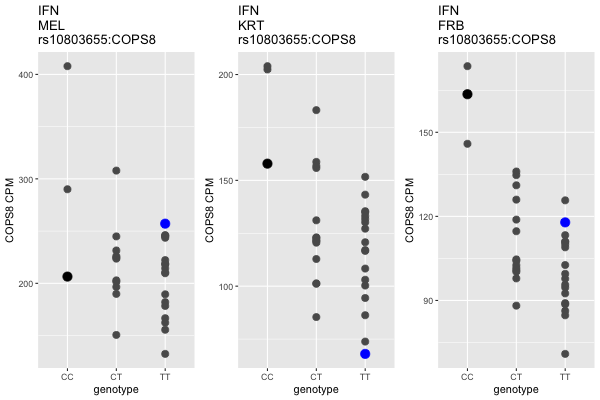 IFN
MEL
rs10803655:COPS8
COPS8 CPM
400
300
200
CC
CT
TT
genotype
IFN
KRT
rs10803655:COPS8
COPS8 CPM
200
150
100
CC
CT
TT
genotype
IFN
FRB
rs10803655:COPS8
COPS8 CPM
150
120
90
CC
CT
TT
genotype